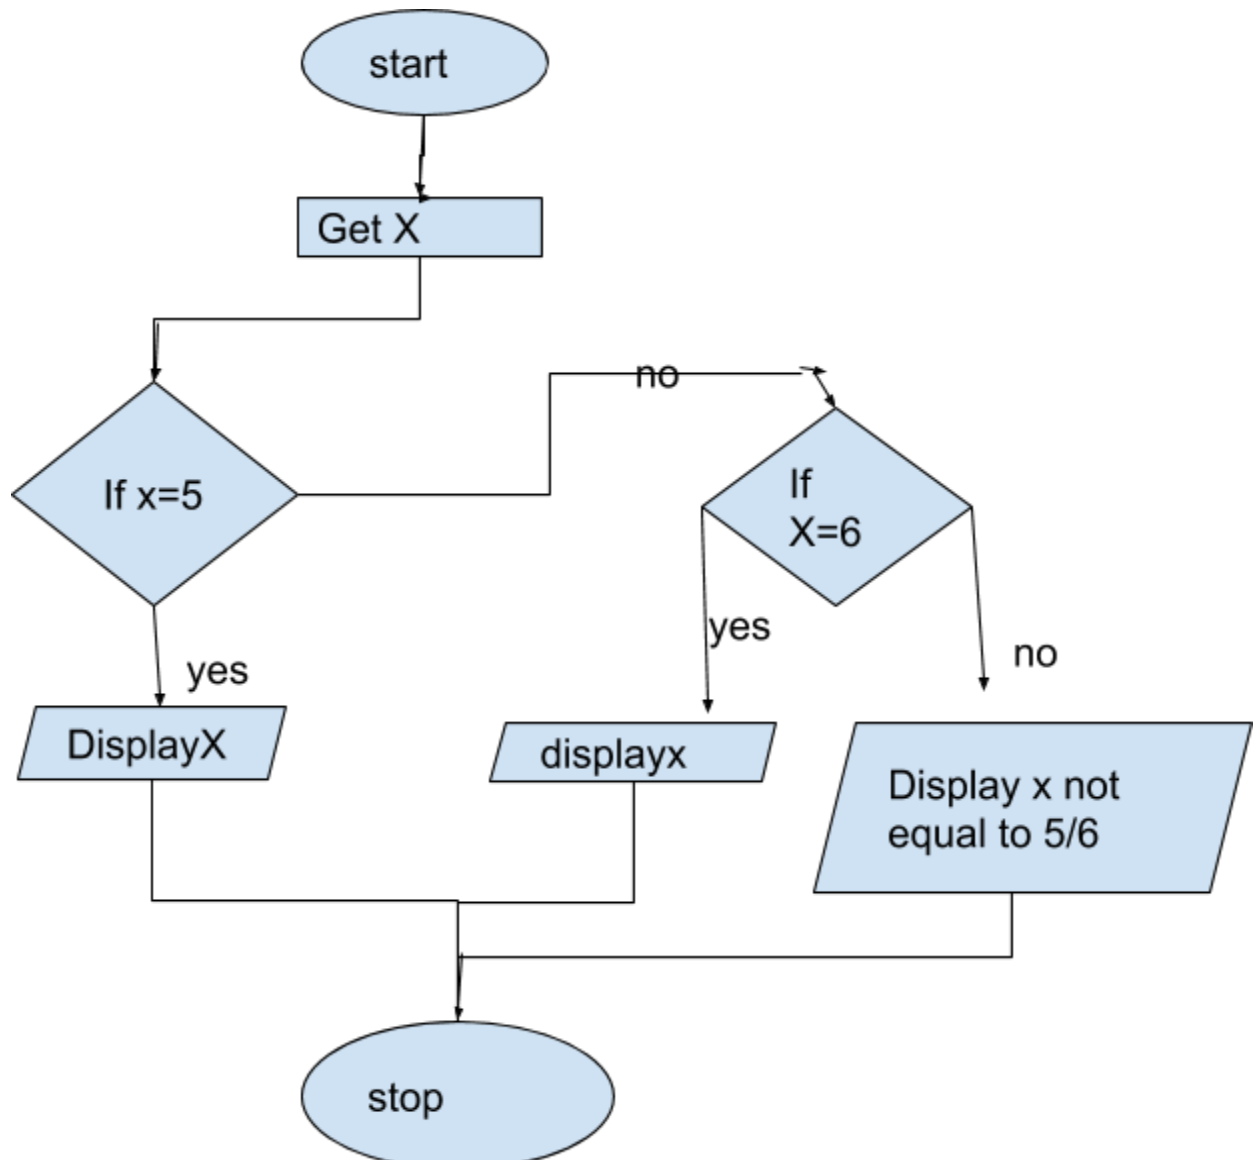 start
Get X
no
If x=5
If
X=6
yes
no
yes
DisplayX
displayx
Display x not
equal to 5/6
stop